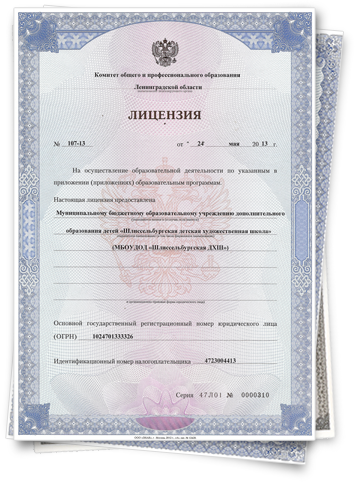 Комитет общего и профессионального образования
Ленинградской области
ЛИЦЕНЗИЯ
№ 107-13 от " 24 " мая 2013 г.
На осуществление образовательной деятельности по указанным в
приложении (приложениях) образовательным программам
Настоящая лицензия предоставлена
Муниципальному бюджетному образовательному учреждению дополнительного
образования детей «Шлиссельбургская детская художественная школа»
(МБОУДОД «Шлиссельбургская ДХШ»)
Основной государственный регистрационный номер юридического лица
(ОГРН) 1024701333326
Идентификационный номер налогоплательщика 4723004413
Серия 47Л01 № 0000310